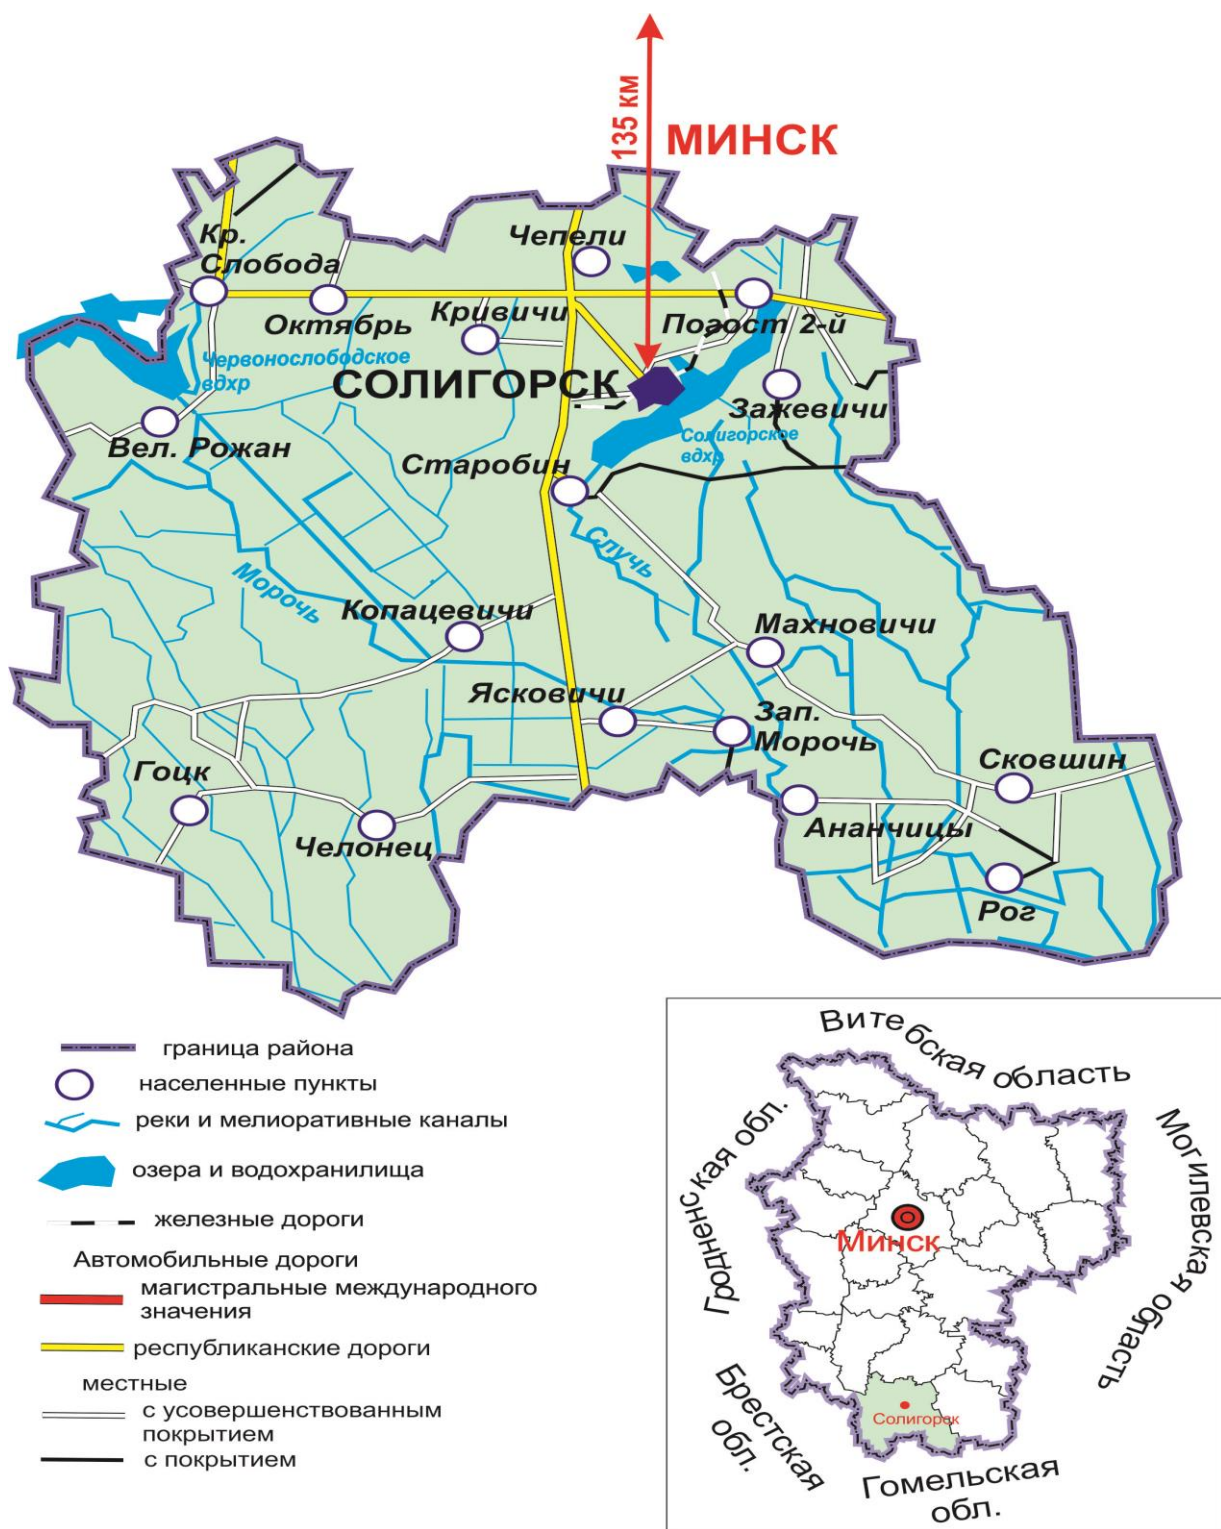 135 км
МИНСК
Кр.
Слобода
Чепели
Октябрь
Кривичи
Погост 2-й
Червонослободское
вдхр
СОЛИГОРСК
Зажевичи
Вел. Рожан
Солигорское
вдхр
Старобин
Случь
Морочь
Копацевичи
Махновичи
Ясковичи
Зап.
Морочь
Гоцк
Сковшин
Челонец
Ананчицы
Рог
граница района
населенные пункты
реки и мелиоративные каналы
озера и водохранилища
железные дороги
Автомобильные дороги
магистральные международного
значения
республиканские дороги
местные
с усовершенствованным
покрытием
с покрытием
Витебская область
Гродненская обл.
Могилевская область
Минск
Солигорск
Брестская
обл.
Гомельская
обл.